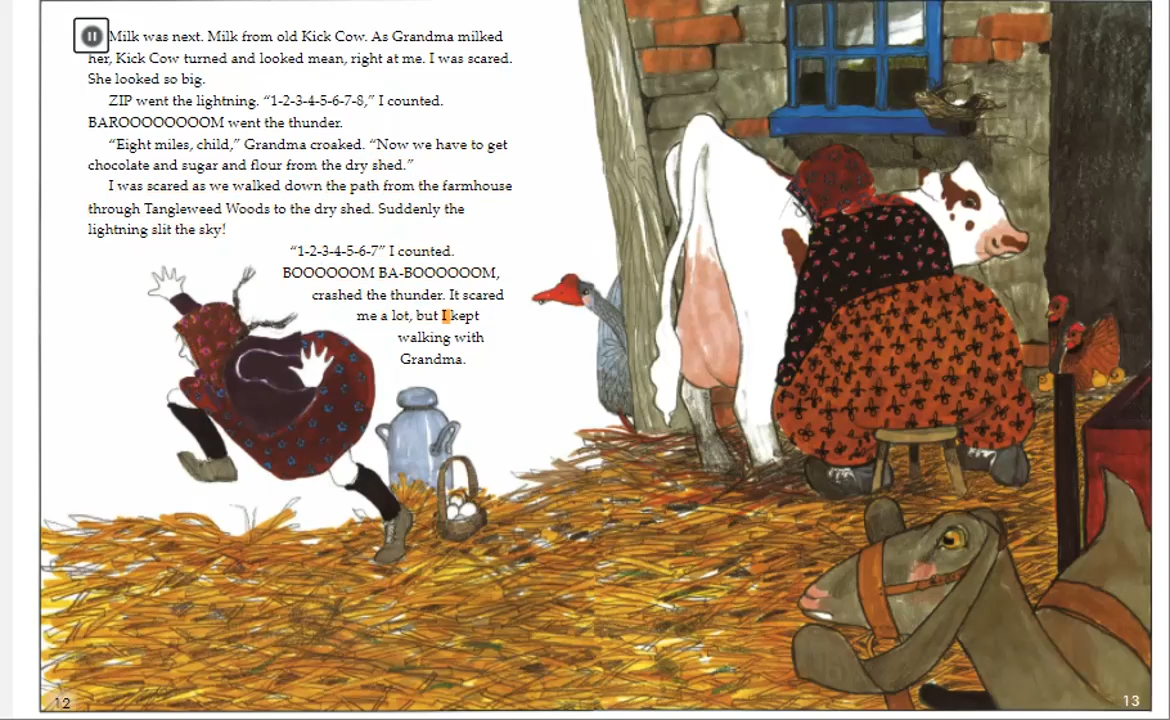 Milk was next. Milk from old Kick Cow. As Grandma milked
her, Kick Cow turned and looked mean, right at me. I was scared.
She looked so big.
ZIP went the lightning. “1-2-3-4-5-6-7-8,” I counted.
BAROOOOOOOOM went the thunder.
“Eight miles, child,” Grandma croaked. “Now we have to get
chocolate and sugar and flour from the dry shed.”
I was scared as we walked down the path from the farmhouse
through Tangleweed Woods to the dry shed. Suddenly the
lightning slit the sky!
“1-2-3-4-5-6-7” I counted.
BOOOOOOM BA-BOOOOOOM,
crashed the thunder. It scared
me a lot, but I kept
walking with
Grandma.
12
13